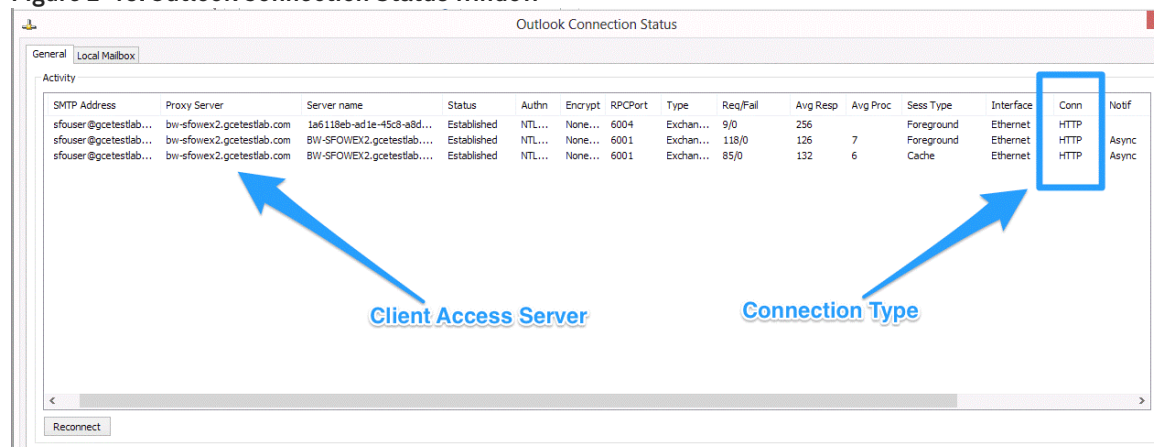 Outlook Connection Status
General Local Mailbox
Activity
SMTP Address Proxy Server Server name Status Authn Encrypt RPCPort Type Req/Fail Avg Resp Avg Proc Sess Type Interface Conn Notif
sfouser@gcetestlab... bw-sfowex2.gcetestlab.com 1a6118eb-ad1e-45c8-a8d... Established NTL... None... 6004 Exchan... 9/0 256 Foreground Ethernet HTTP
sfouser@gcetestlab... bw-sfowex2.gcetestlab.com BW-SFOWEX2.gcetestlab.... Established NTL... None... 6001 Exchan... 118/0 126 7 Foreground Ethernet HTTP Async
sfouser@gcetestlab... bw-sfowex2.gcetestlab.com BW-SFOWEX2.gcetestlab.... Established NTL... None... 6001 Exchan... 85/0 132 6 Cache Ethernet HTTP Async
Client Access Server
Connection Type
Reconnect